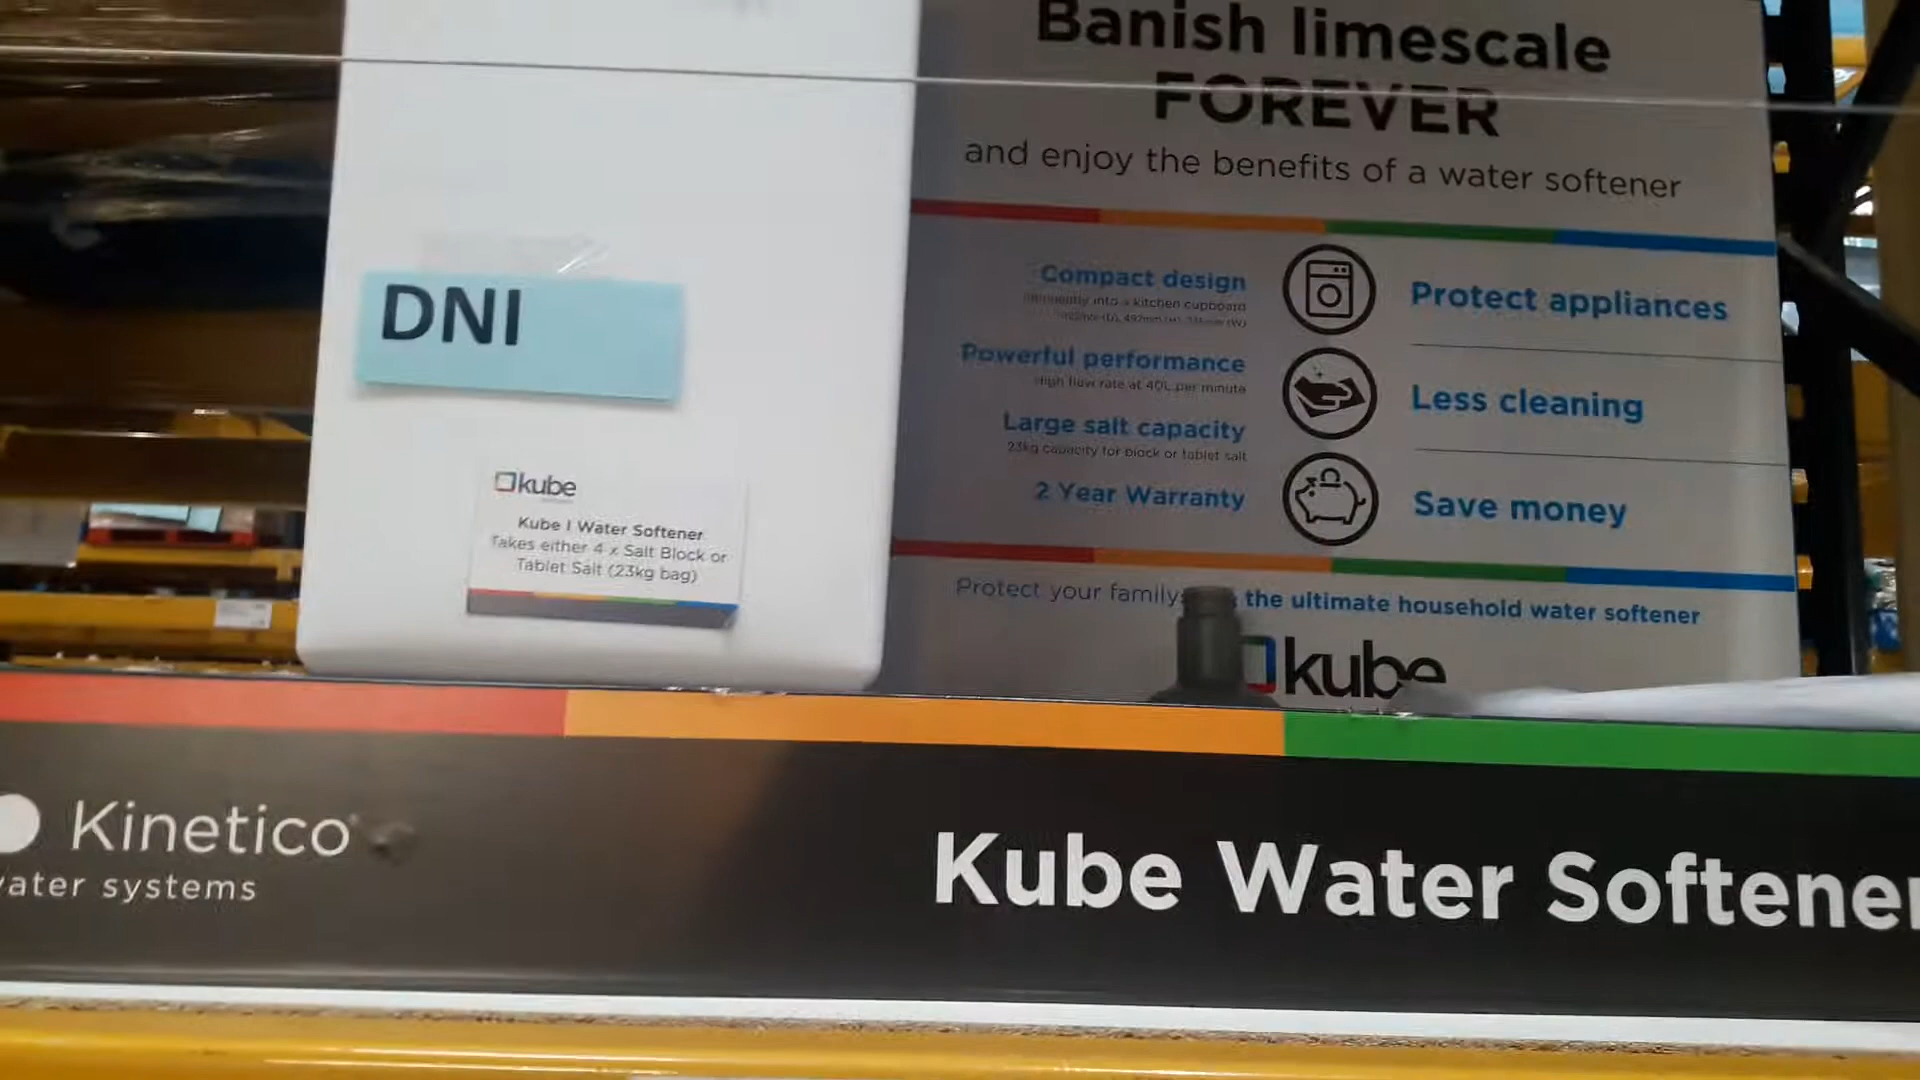 Banish limescale
FOREVER
and enjoy the benefits of a water softener
DNI
Compact design
into a kitchen cupboard
Powerful performance
High flow rate at 40L per minute
Large salt capacity
23kg capacity for block or tablet salt
2 Year Warranty
Protect appliances
Less cleaning
Save money
kube
Kube I Water Softener
Takes either 4 x Salt Block or
Tablet Salt (23kg bag)
Protect your family the ultimate household water softener
kube
Kinetico
water systems
Kube Water Softener